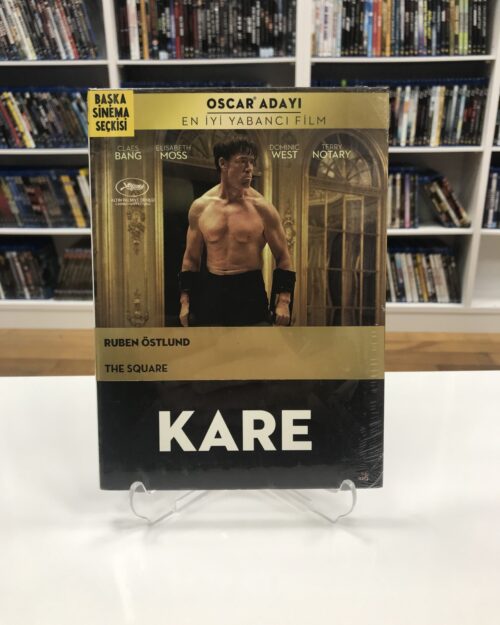 BAŞKA
SİNEMA
SEÇKİSİ
OSCAR® ADAYI
EN İYİ YABANCI FİLM
CLAES
BANG
ELISABETH
MOSS
DOMINIC
WEST
TERRY
NOTARY
RUBEN ÖSTLUND
THE SQUARE
KARE